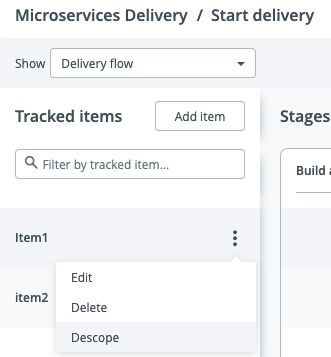 Microservices Delivery / Start delivery
Show Delivery flow
Tracked items Add item Stages
Filter by tracked item...
Build
Item1
Edit
item2
Delete
Descope